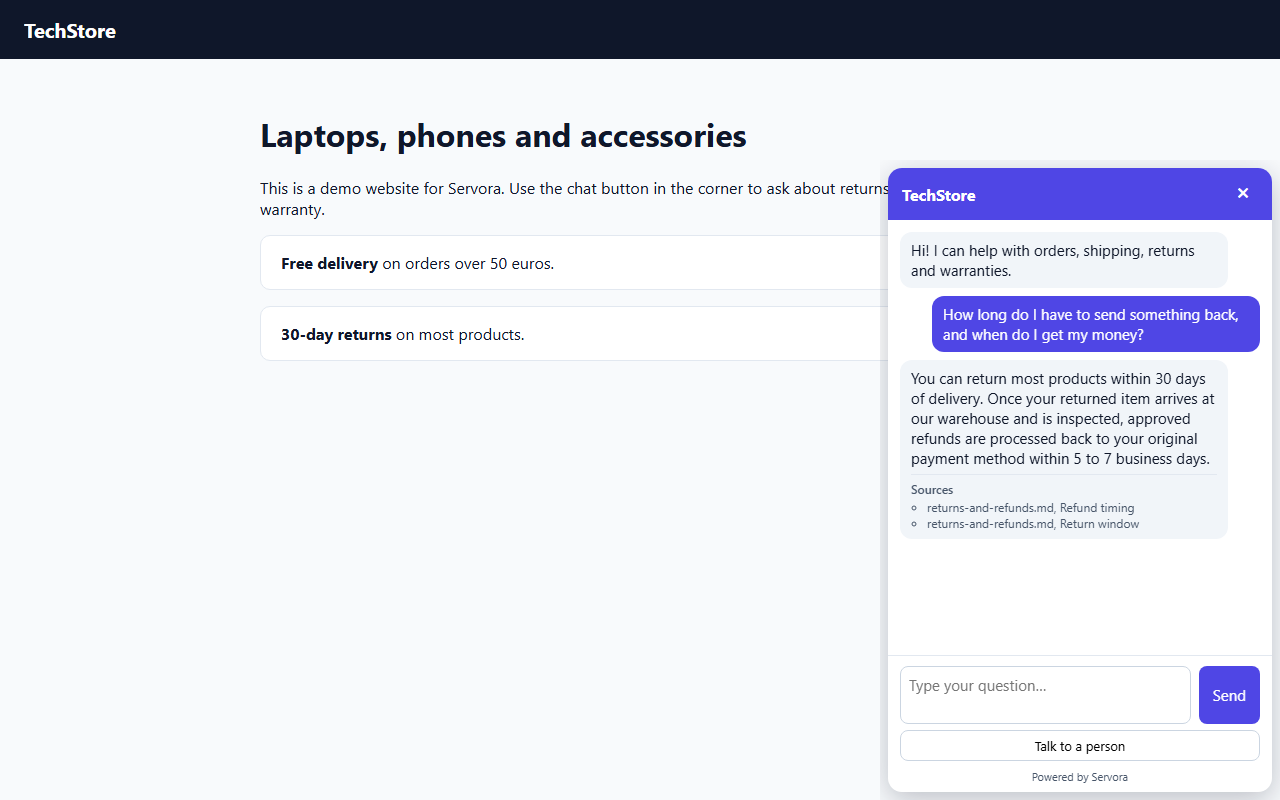 TechStore
Laptops, phones and accessories
This is a demo website for Servora. Use the chat button in the corner to ask about returns
warranty.
Free delivery on orders over 50 euros.
30-day returns on most products.
TechStore
✕
Hi! I can help with orders, shipping, returns
and warranties.
How long do I have to send something back,
and when do I get my money?
You can return most products within 30 days
of delivery. Once your returned item arrives at
our warehouse and is inspected, approved
refunds are processed back to your original
payment method within 5 to 7 business days.
Sources
returns-and-refunds.md, Refund timing
returns-and-refunds.md, Return window
Type your question...
Send
Talk to a person
Powered by Servora